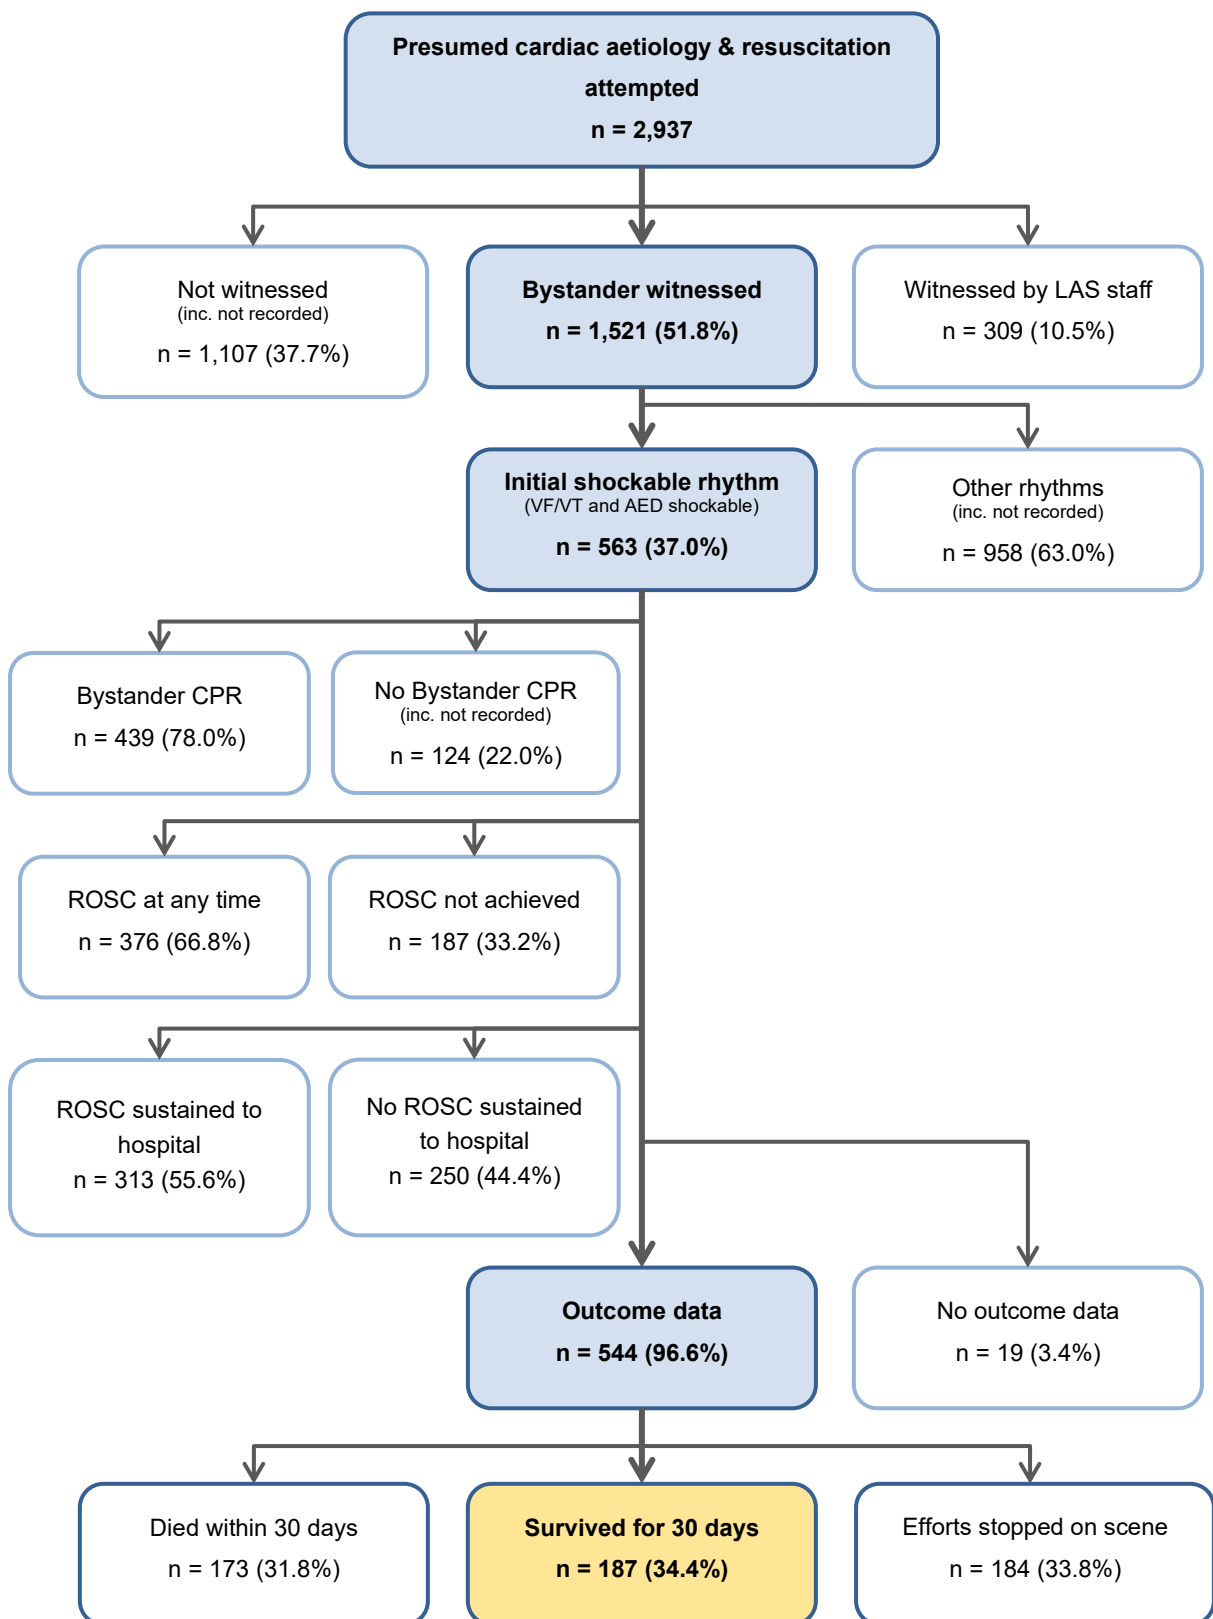 Presumed cardiac aetiology & resuscitation
attempted
n = 2,937
Not witnessed
(inc. not recorded)
n = 1,107 (37.7%)
Bystander witnessed
n = 1,521 (51.8%)
Witnessed by LAS staff
n = 309 (10.5%)
Initial shockable rhythm
(VF/VT and AED shockable)
n = 563 (37.0%)
Other rhythms
(inc. not recorded)
n = 958 (63.0%)
Bystander CPR
n = 439 (78.0%)
No Bystander CPR
(inc. not recorded)
n = 124 (22.0%)
ROSC at any time
n = 376 (66.8%)
ROSC not achieved
n = 187 (33.2%)
ROSC sustained to
hospital
n = 313 (55.6%)
No ROSC sustained
to hospital
n = 250 (44.4%)
Outcome data
n = 544 (96.6%)
No outcome data
n = 19 (3.4%)
Died within 30 days
n = 173 (31.8%)
Survived for 30 days
n = 187 (34.4%)
Efforts stopped on scene
n = 184 (33.8%)